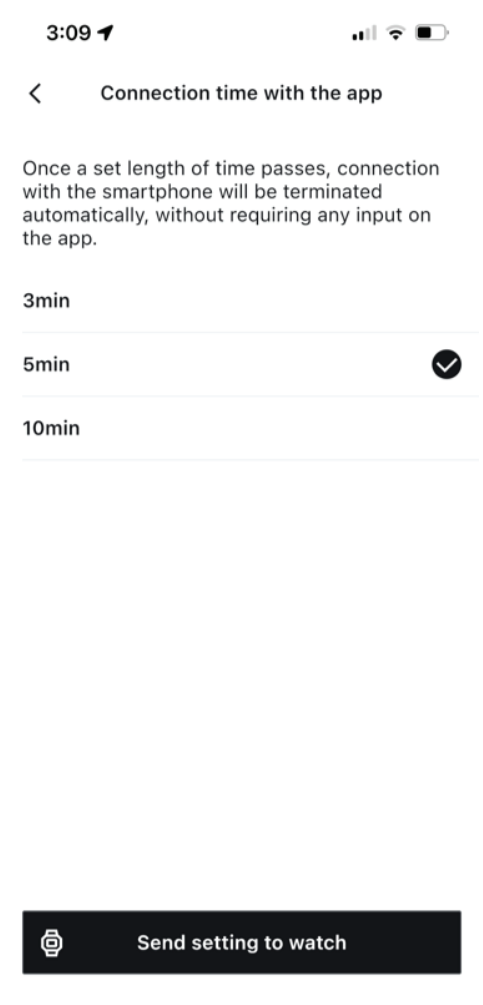 3:09
Connection time with the app
Once a set length of time passes, connection
with the smartphone will be terminated
automatically, without requiring any input on
the app.
3min
5min
10min
Send setting to watch